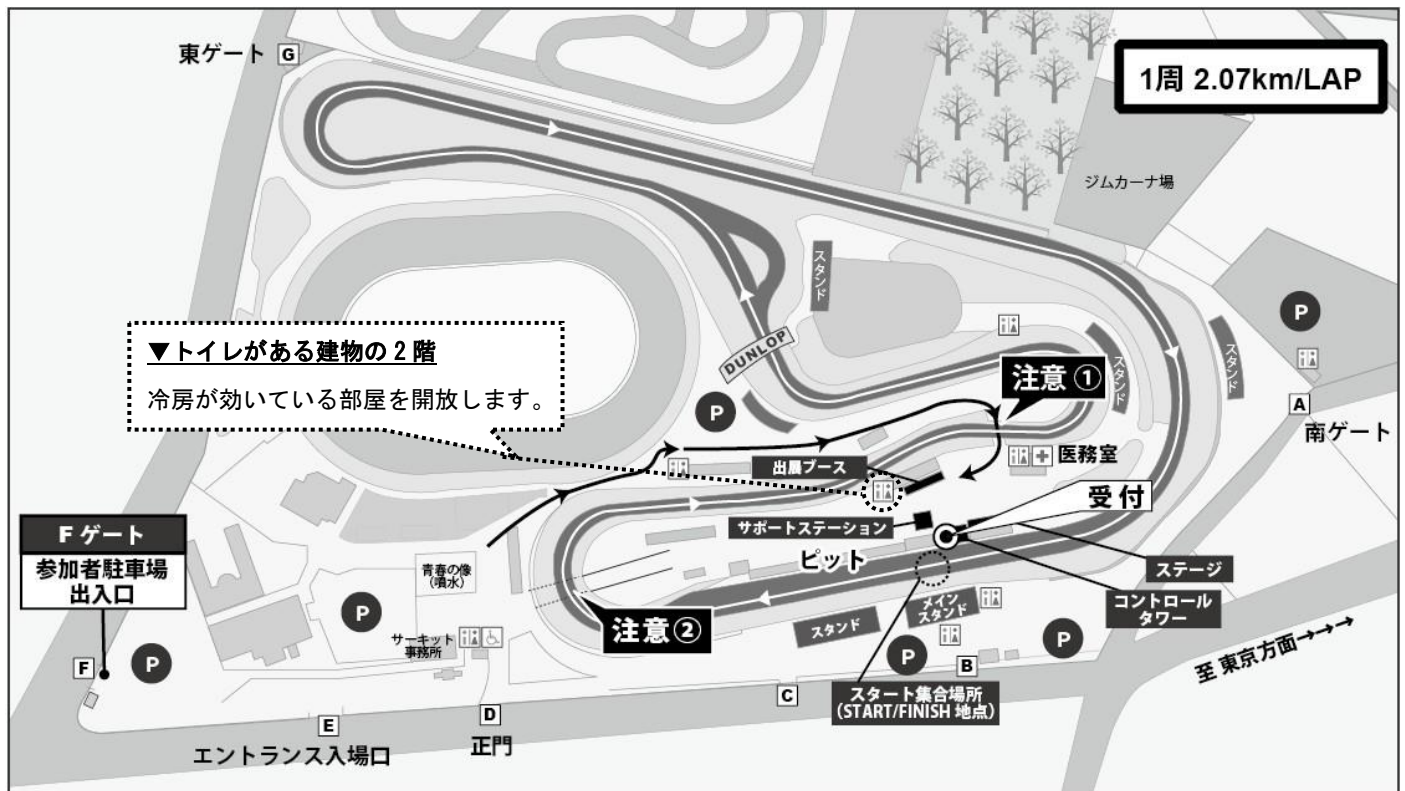 東ゲート G
1周 2.07km/LAP
ジムカーナ場
スタンド
P
▼トイレがある建物の2階
冷房が効いている部屋を開放します。
DUNLOP
スタンド
スタンド
注意①
P
A
南ゲート
出展ブース
医務室
受付
サポートステーション
ピット
Fゲート
参加者駐車場
出入口
青春の像
(噴水)
ステージ
コントロール
タワー
P
注意②
スタンド
メイン
スタンド
サーキット
事務所
F
P
P
P
B
至 東京方面→→→
C
スタート集合場所
(START/FINISH 地点)
D
正門
E
エントランス入場口